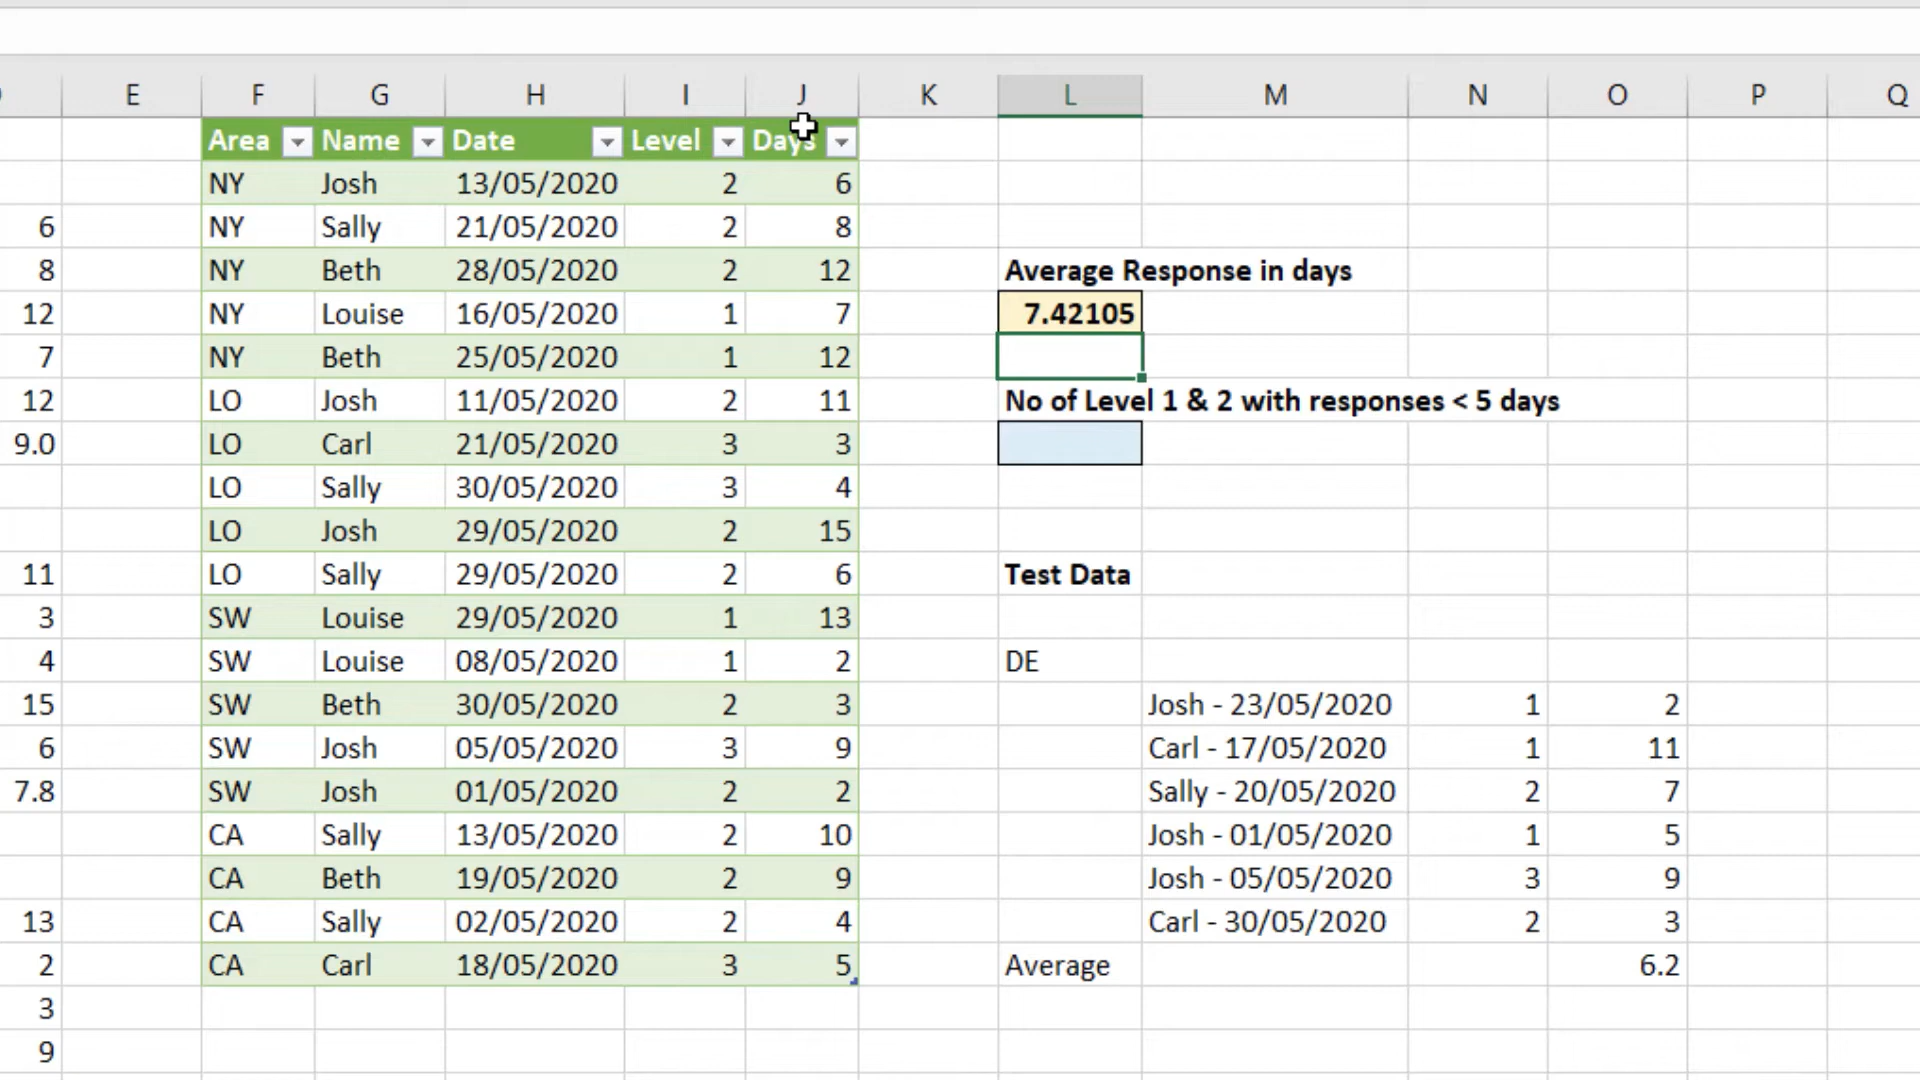 E F G H I J K L M N O P Q
Area Name Date Level Days
NY Josh 13/05/2020 2 6
6 NY Sally 21/05/2020 2 8
8 NY Beth 28/05/2020 2 12 Average Response in days
12 NY Louise 16/05/2020 1 7 7.42105
7 NY Beth 25/05/2020 1 12
12 LO Josh 11/05/2020 2 11 No of Level 1 & 2 with responses < 5 days
9.0 LO Carl 21/05/2020 3 3
LO Sally 30/05/2020 3 4
LO Josh 29/05/2020 2 15
11 LO Sally 29/05/2020 2 6 Test Data
3 SW Louise 29/05/2020 1 13
4 SW Louise 08/05/2020 1 2 DE
15 SW Beth 30/05/2020 2 3 Josh - 23/05/2020 1 2
6 SW Josh 05/05/2020 3 9 Carl - 17/05/2020 1 11
7.8 SW Josh 01/05/2020 2 2 Sally - 20/05/2020 2 7
CA Sally 13/05/2020 2 10 Josh - 01/05/2020 1 5
CA Beth 19/05/2020 2 9 Josh - 05/05/2020 3 9
13 CA Sally 02/05/2020 2 4 Carl - 30/05/2020 2 3
2 CA Carl 18/05/2020 3 5 Average 6.2
3
9